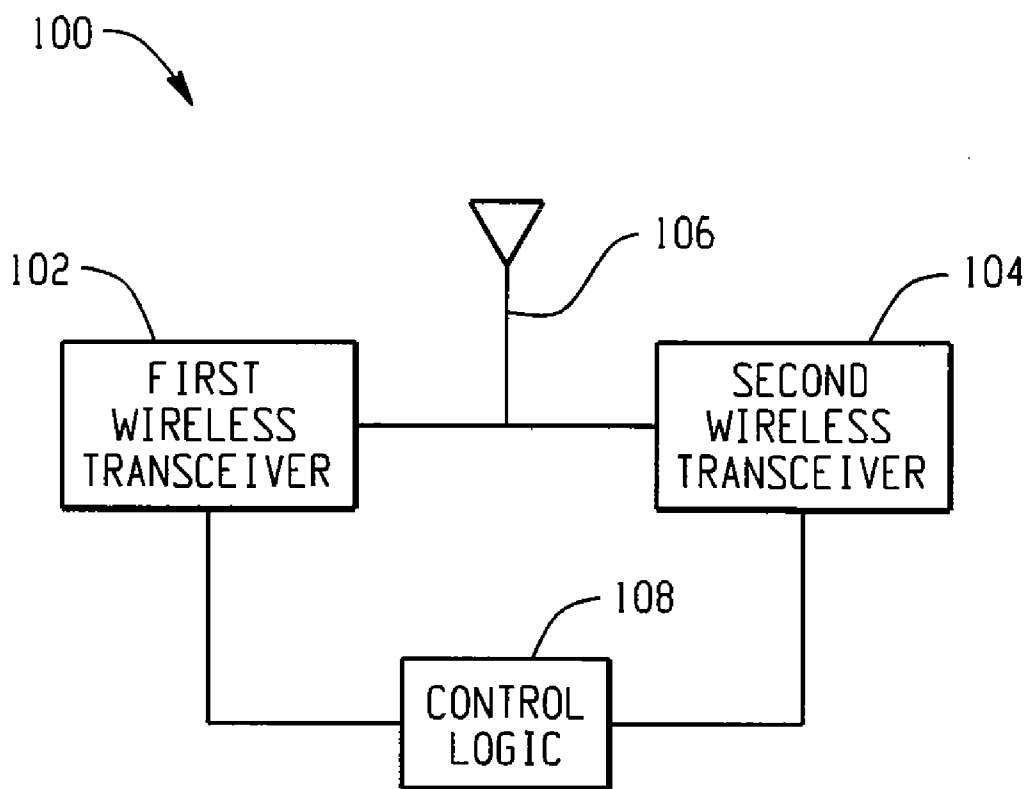 100
106
102
104
FIRST
WIRELESS
TRANSCEIVER
SECOND
WIRELESS
TRANSCEIVER
108
CONTROL
LOGIC